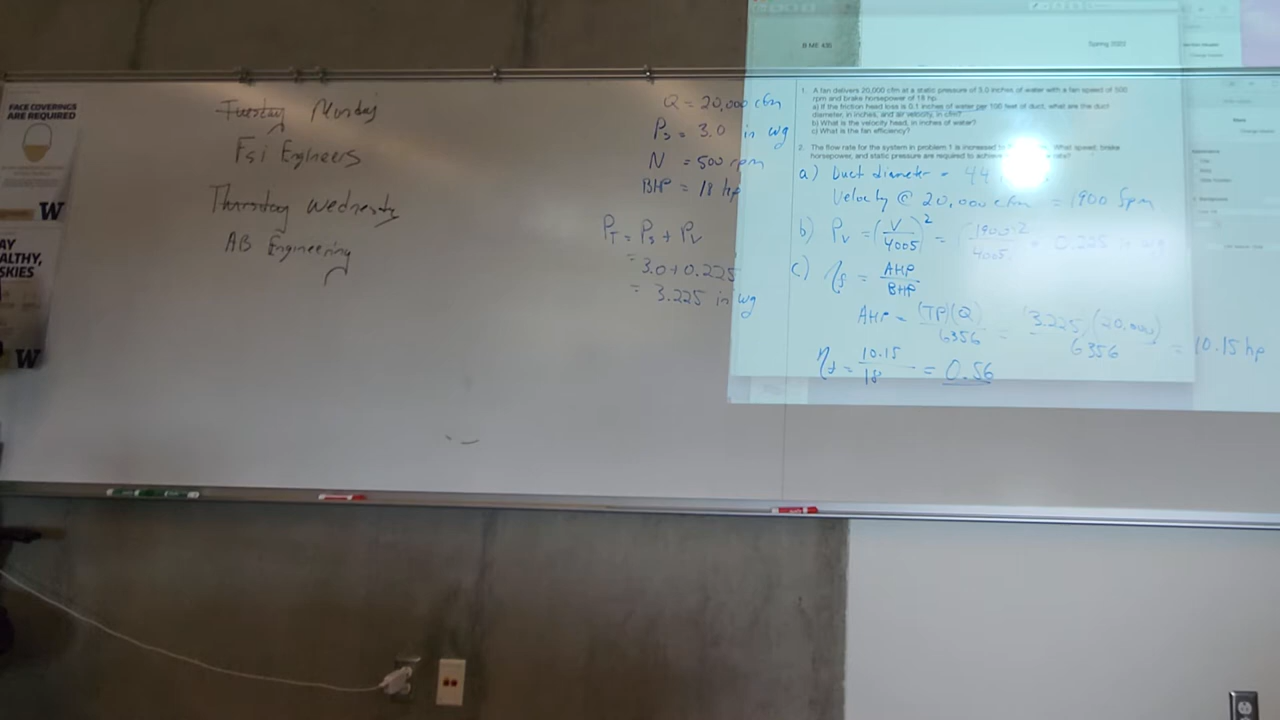 FACE COVERINGS
ARE REQUIRED
W
AY
ALTHY,
SKIES
W
Tuesday Monday
Fsi Engineers
Thursday Wednesday
AB Engineering
Q = 20,000 cfm
Ps = 3.0 in wg
N = 500 rpm
BHP = 18 hp
PT = Ps + Pv
= 3.0 + 0.225
= 3.225 in wg
B ME 430
Spring 2022
1. A fan delivers 20,000 cfm at a static pressure of 3.0 inches of water with a fan speed of 500
rpm and brake horsepower of 18 hp.
a) If the friction head loss is 0.1 inches of water per 100 feet of duct, what are the duct
diameter, in inches, and air velocity, in cfm?
b) What is the velocity head, in inches of water?
c) What is the fan efficiency?
2. The flow rate for the system in problem 1 is increased to What speed, brake
horsepower, and static pressure are required to achieve rate?
a) Duct diameter = 44
Velocity @ 20,000 cfm = 1900 fpm
b) Pv = (V/4005)² = (1900/4005)² = 0.225 in wg
c) ηf = AHP/BHP
AHP = (TP)(Q)/6356 = (3.225)(20,000)/6356 = 10.15 hp
ηf = 10.15/18 = 0.56